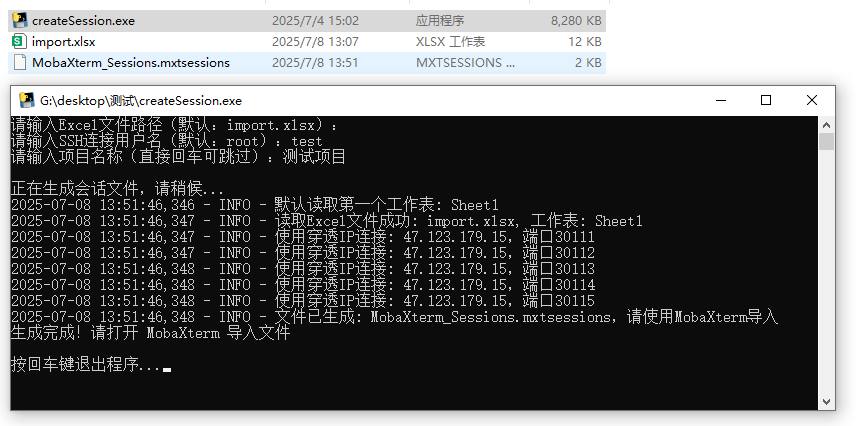 createSession.exe 2025/7/4 15:02 应用程序 8,280 KB
import.xlsx 2025/7/8 13:07 XLSX 工作表 12 KB
MobaXterm_Sessions.mxtsessions 2025/7/8 13:51 MXTSESSIONS ... 2 KB
G:\desktop\测试\createSession.exe
请输入Excel文件路径（默认：import.xlsx）：
请输入SSH连接用户名（默认：root）：test
请输入项目名称（直接回车可跳过）：测试项目
正在生成会话文件，请稍候...
2025-07-08 13:51:46,346 - INFO - 默认读取第一个工作表: Sheet1
2025-07-08 13:51:46,347 - INFO - 读取Excel文件成功: import.xlsx, 工作表: Sheet1
2025-07-08 13:51:46,347 - INFO - 使用穿透IP连接: 47.123.179.15，端口30111
2025-07-08 13:51:46,347 - INFO - 使用穿透IP连接: 47.123.179.15，端口30112
2025-07-08 13:51:46,348 - INFO - 使用穿透IP连接: 47.123.179.15，端口30113
2025-07-08 13:51:46,348 - INFO - 使用穿透IP连接: 47.123.179.15，端口30114
2025-07-08 13:51:46,348 - INFO - 使用穿透IP连接: 47.123.179.15，端口30115
2025-07-08 13:51:46,348 - INFO - 文件已生成: MobaXterm_Sessions.mxtsessions，请使用MobaXterm导入
生成完成！请打开 MobaXterm 导入文件
按回车键退出程序...